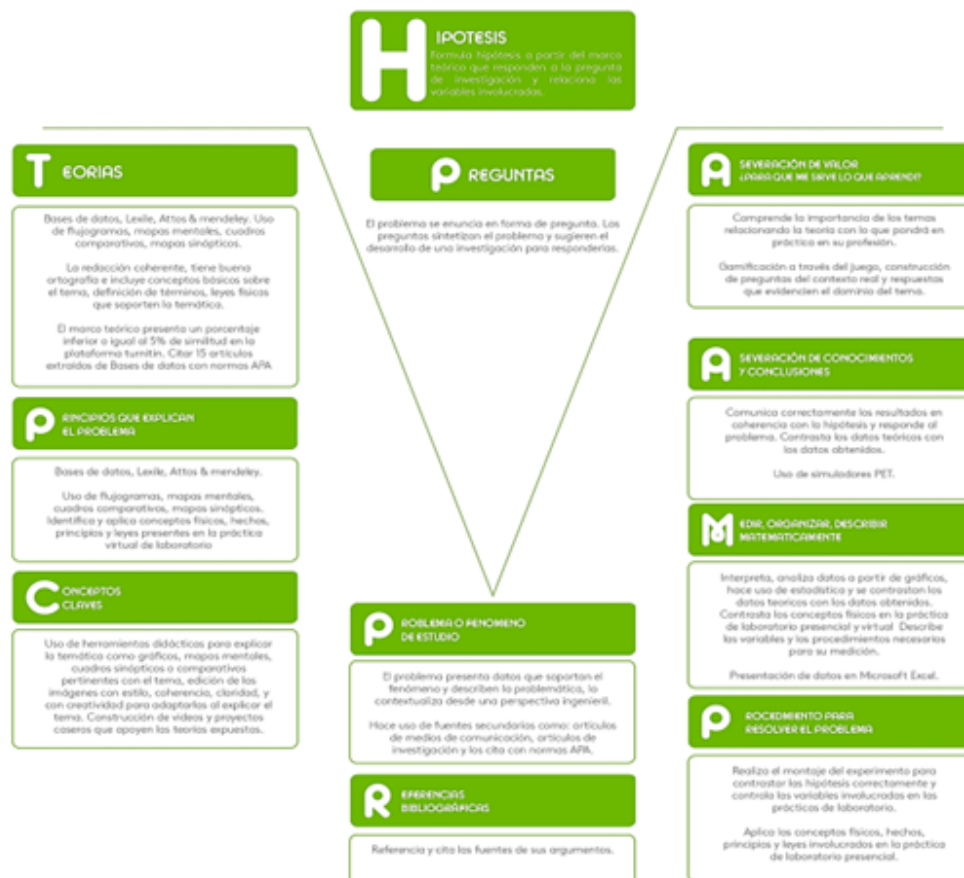 HIPOTESIS
Formula hipótesis a partir del marco
teórico que responden a la pregunta
de investigación y relaciona las
variables involucradas.
TEORIAS
Bases de datos, Lexile, Attos & mendeley. Uso
de flujogramas, mapas mentales, cuadros
comparativos, mapas sinópticos.
La redacción coherente, tiene buena
ortografía e incluye conceptos básicos sobre
el tema, definición de términos, leyes físicas
que soporten la temática.
El marco teórico presenta un porcentaje
inferior o igual al 5% de similitud en la
plataforma turnitin. Citar 15 artículos
extraídos de Bases de datos con normas APA
PRINCIPIOS QUE EXPLICAN
EL PROBLEMA
Bases de datos, Lexile, Attos & mendeley.
Uso de flujogramas, mapas mentales,
cuadros comparativos, mapas sinópticos.
Identifica y aplica conceptos físicos, hechos,
principios y leyes presentes en la práctica
virtual de laboratorio
CONCEPTOS
CLAVES
Uso de herramientas didácticas para explicar
la temática como gráficos, mapas mentales,
cuadros sinópticos o comparativos
pertinentes con el tema, edición de las
imágenes con estilo, coherencia, claridad, y
con creatividad para adaptarlas al explicar el
tema. Construcción de videos y proyectos
caseros que apoyen las teorías expuestas.
PREGUNTAS
El problema se enuncia en forma de pregunta. Las
preguntas sintetizan el problema y sugieren el
desarrollo de una investigación para responderlas.
PROBLEMA O FENOMENO
DE ESTUDIO
El problema presenta datos que soportan el
fenómeno y describen la problemática, lo
contextualiza desde una perspectiva ingenieril.
Hace uso de fuentes secundarias como: artículos
de medios de comunicación, artículos de
investigación y los cita con normas APA.
REFERENCIAS
BIBLIOGRÁFICAS
Referencia y cita las fuentes de sus argumentos.
ASEVERACIÓN DE VALOR
¿PARA QUE ME SIRVE LO QUE APRENDI?
Comprende la importancia de los temas
relacionando la teoría con lo que pondrá en
práctica en su profesión.
Gamificación a través del juego, construcción
de preguntas del contexto real y respuestas
que evidencien el dominio del tema.
ASEVERACIÓN DE CONOCIMIENTOS
Y CONCLUSIONES
Comunica correctamente los resultados en
coherencia con la hipótesis y responde al
problema. Contrasta los datos teóricos con
los datos obtenidos.
Uso de simuladores PET.
MEDIR, ORGANIZAR, DESCRIBIR
MATEMATICAMENTE
Interpreta, analiza datos a partir de gráficos,
hace uso de estadística y se contrastan los
datos teoricos con los datos obtenidos.
Contrasta los conceptos físicos en la práctica
de laboratorio presencial y virtual Describe
las variables y los procedimientos necesarios
para su medición.
Presentación de datos en Microsoft Excel.
PROCEDIMIENTO PARA
RESOLVER EL PROBLEMA
Realiza el montaje del experimento para
contrastar las hipótesis correctamente y
controla las variables involucradas en las
prácticas de laboratorio.
Aplica los conceptos físicos, hechos,
principios y leyes involucradas en la práctica
de laboratorio presencial.